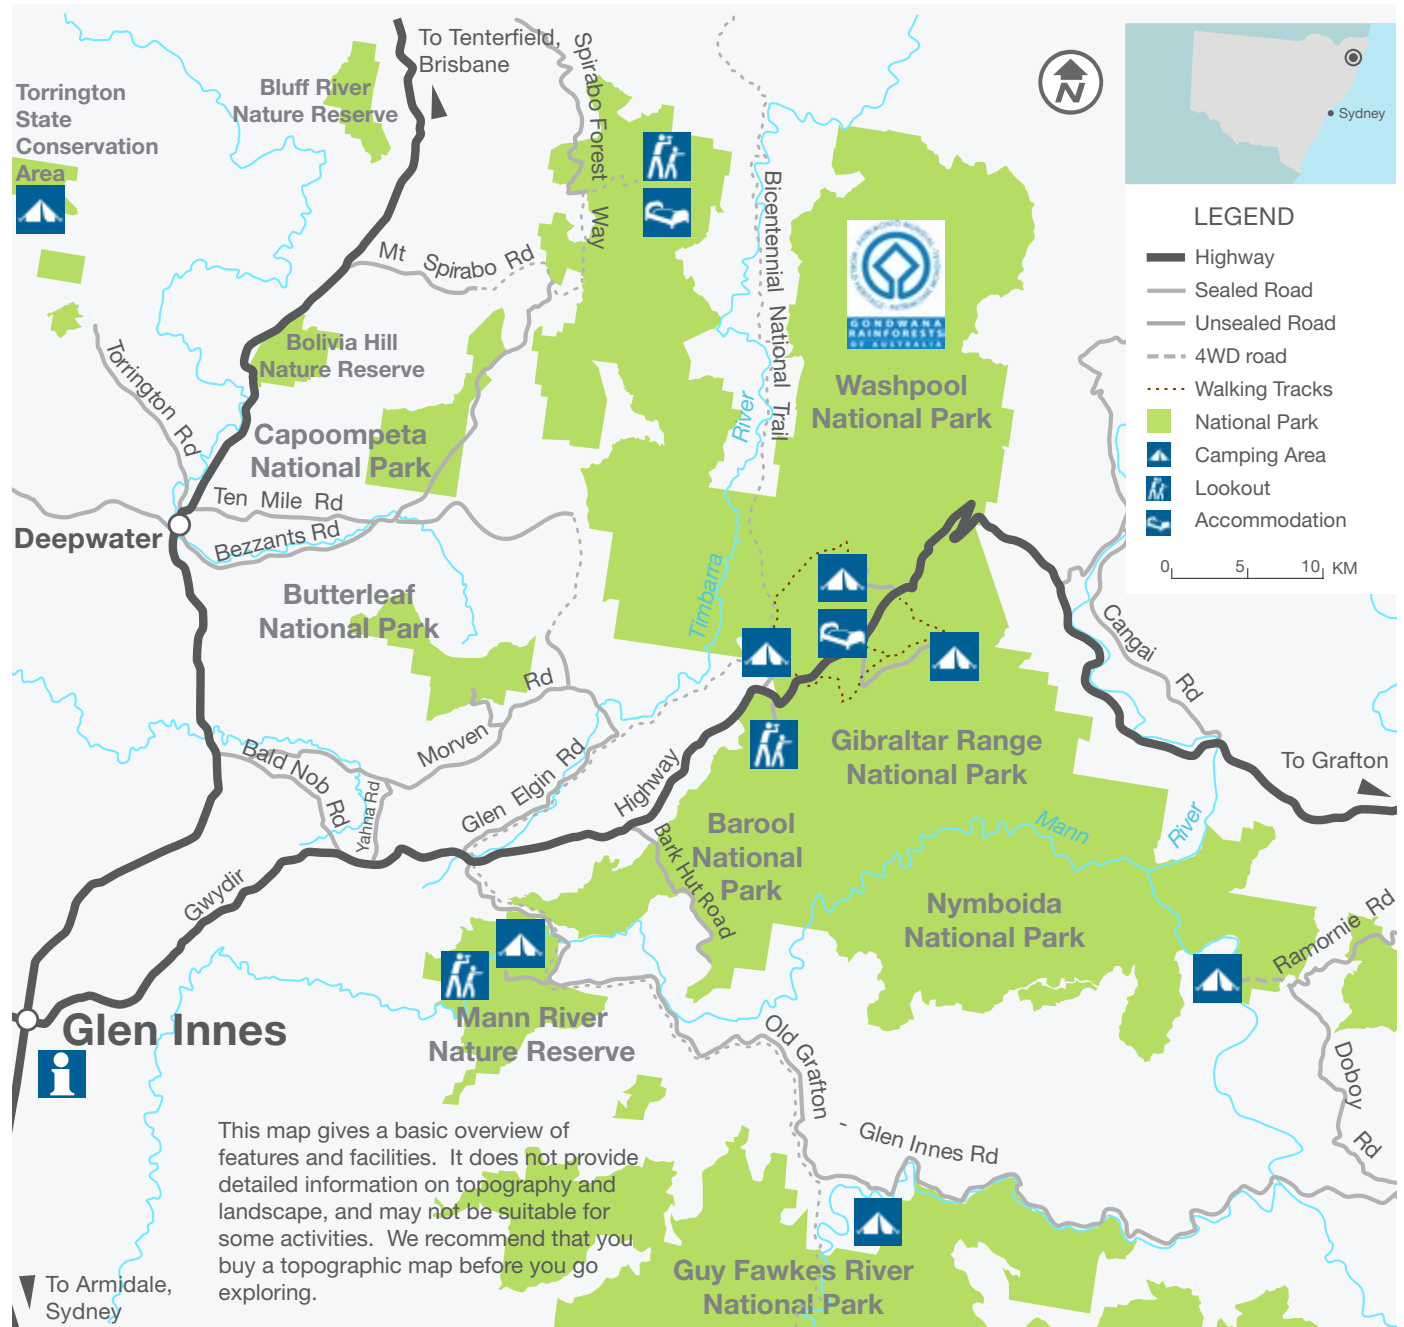 To Tenterfield,
Brisbane
Spirabo Forest Way
Torrington
State
Conservation
Area
Bluff River
Nature Reserve
N
Sydney
LEGEND
Highway
Sealed Road
Unsealed Road
4WD road
Walking Tracks
National Park
Camping Area
Lookout
Accommodation
0 5 10 KM
Mt Spirabo Rd
Bicentennial National Trail
GONDWANA
RAINFORESTS
OF AUSTRALIA
Bolivia Hill
Nature Reserve
Torrington Rd
Washpool
National Park
River
Capoompeta
National Park
Ten Mile Rd
Deepwater
Bezzants Rd
Timbarra
Butterleaf
National Park
Cangai Rd
Morven Rd
Bald Nob Rd
Yahna Rd
Glen Elgin Rd
Highway
Gibraltar Range
National Park
To Grafton
Barool
National
Park
Bark Hut Road
Mann
River
Gwydir
Nymboida
National Park
Ramornie Rd
Glen Innes
i
Mann River
Nature Reserve
Old Grafton
- Glen Innes Rd
Doboy Rd
This map gives a basic overview of
features and facilities. It does not provide
detailed information on topography and
landscape, and may not be suitable for
some activities. We recommend that you
buy a topographic map before you go
exploring.
Guy Fawkes River
National Park
To Armidale,
Sydney